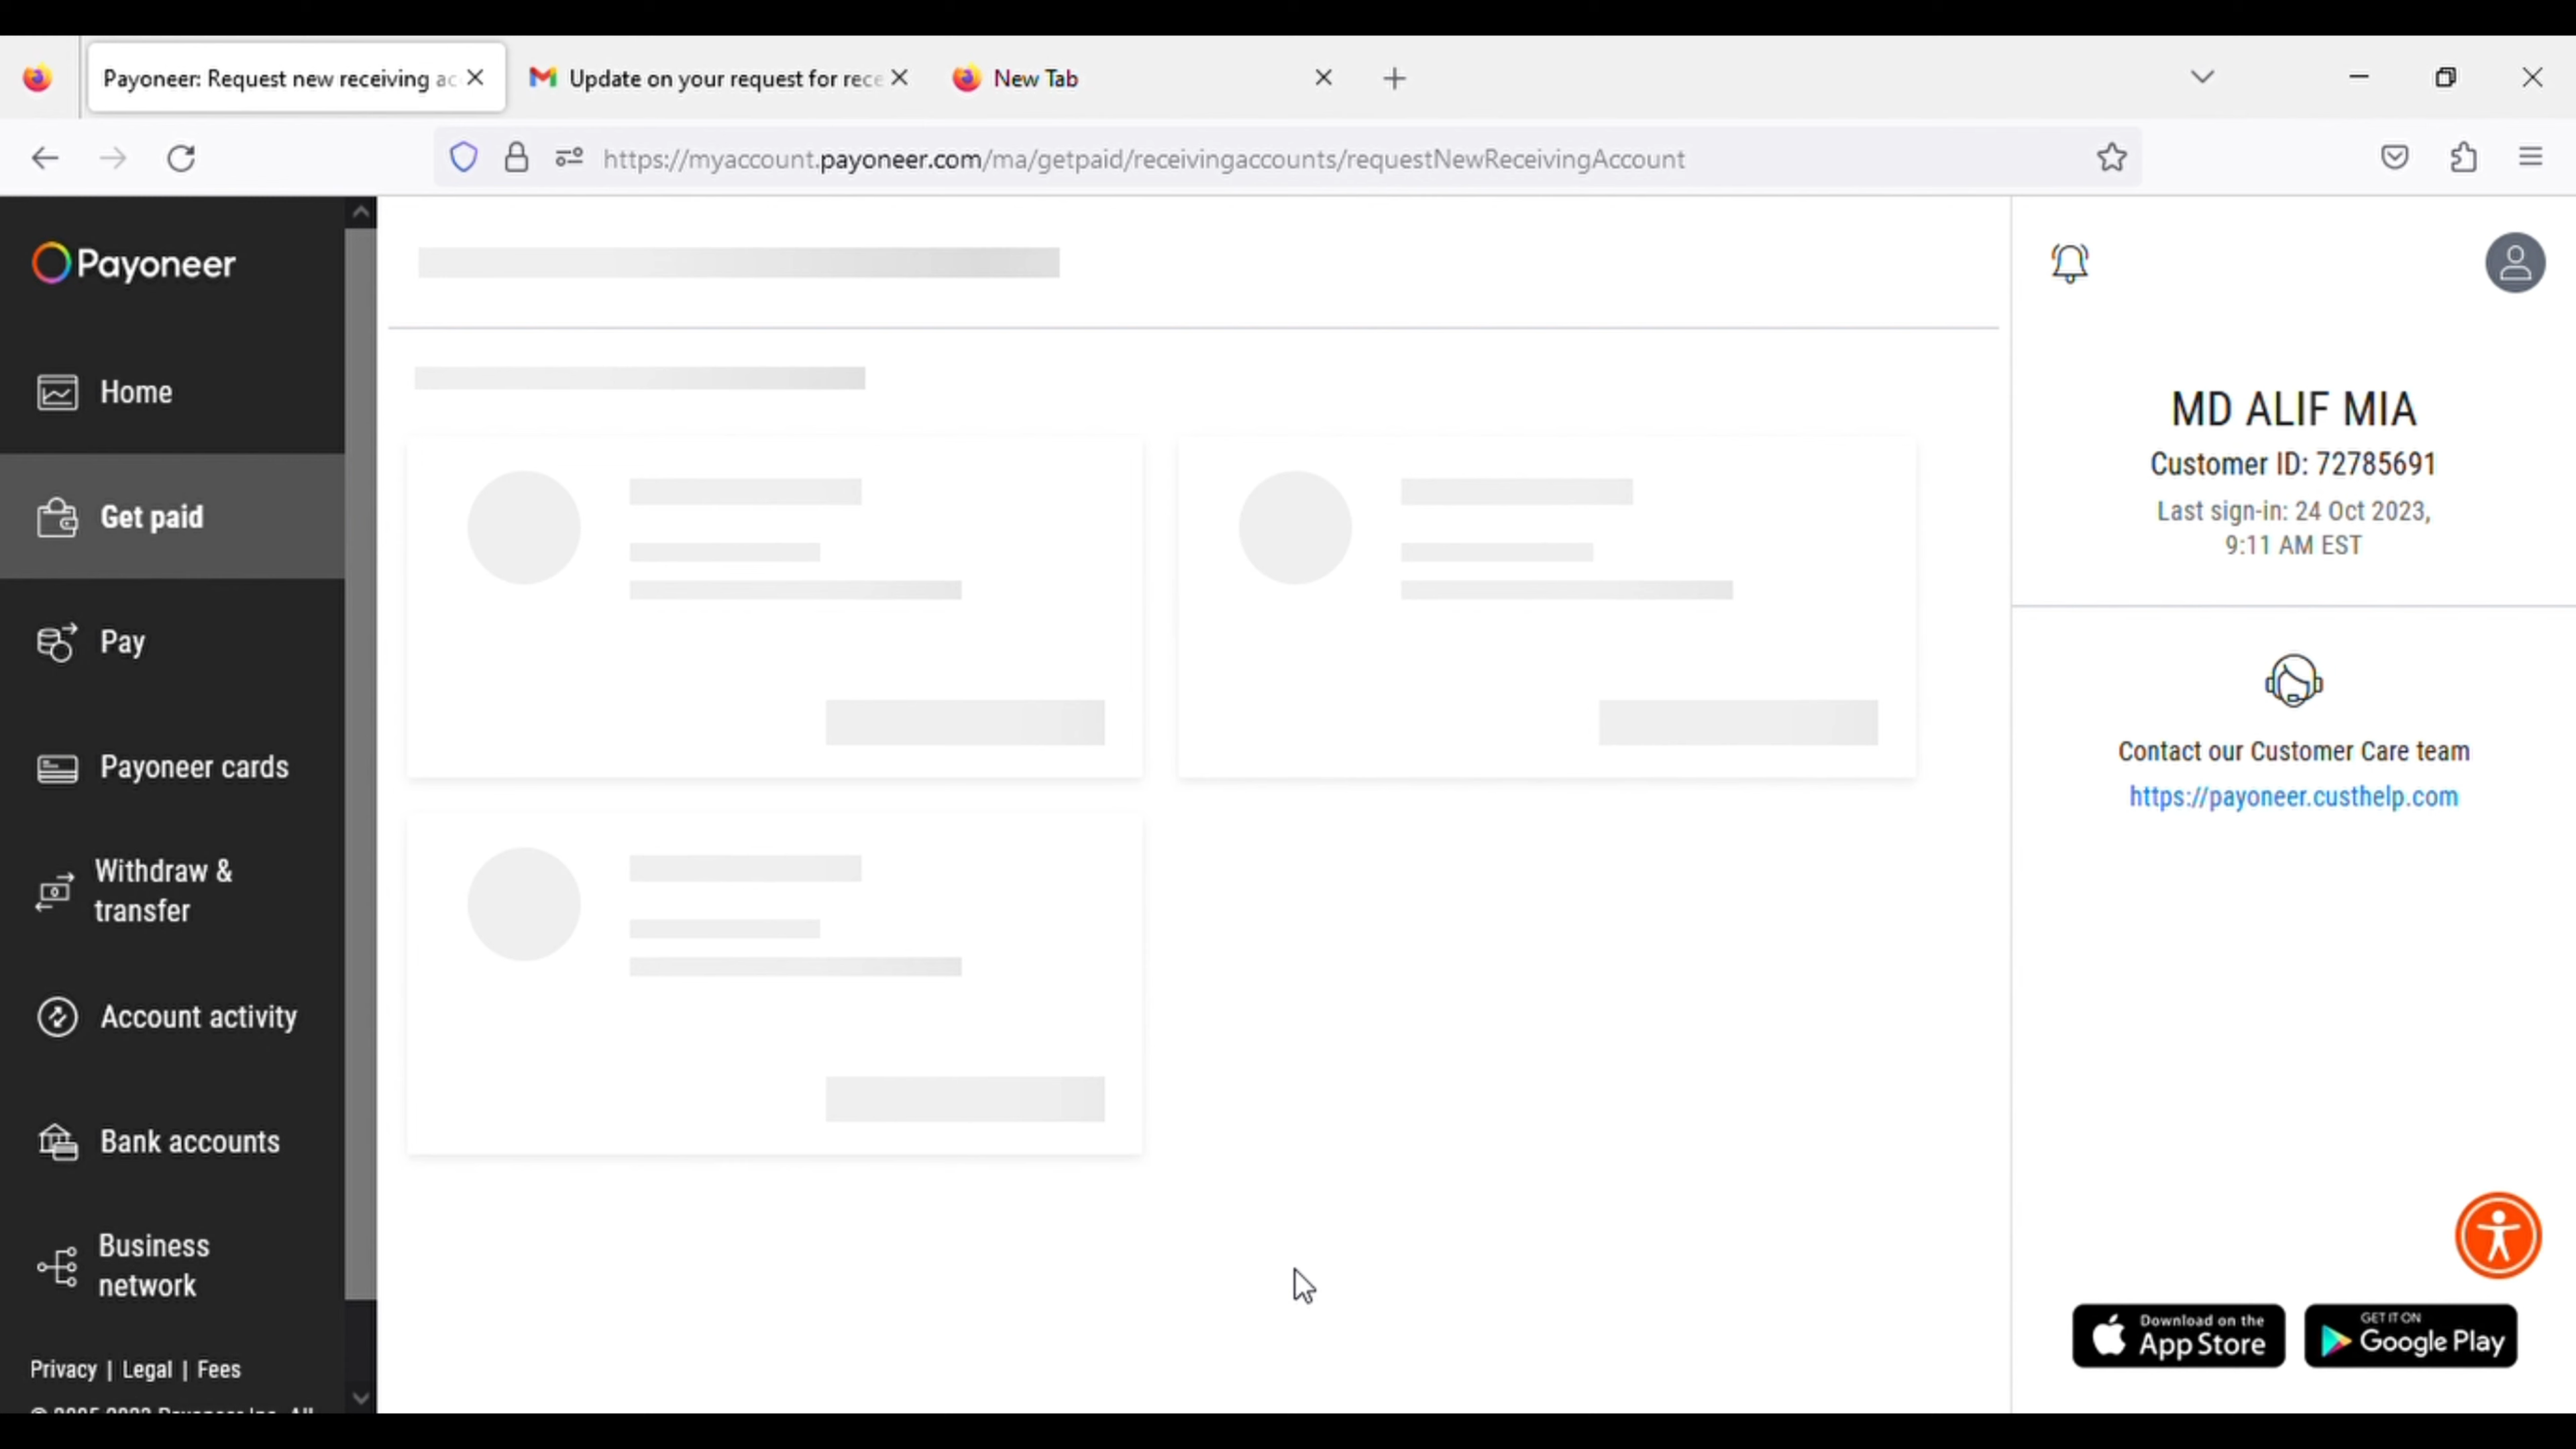 Payoneer: Request new receiving ac
Update on your request for rece
New Tab
https://myaccount.payoneer.com/ma/getpaid/receivingaccounts/requestNewReceivingAccount
Payoneer
Home
Get paid
Pay
Payoneer cards
Withdraw &
transfer
Account activity
Bank accounts
Business
network
Privacy | Legal | Fees
MD ALIF MIA
Customer ID: 72785691
Last sign-in: 24 Oct 2023,
9:11 AM EST
Contact our Customer Care team
https://payoneer.custhelp.com
Download on the
App Store
GET IT ON
Google Play